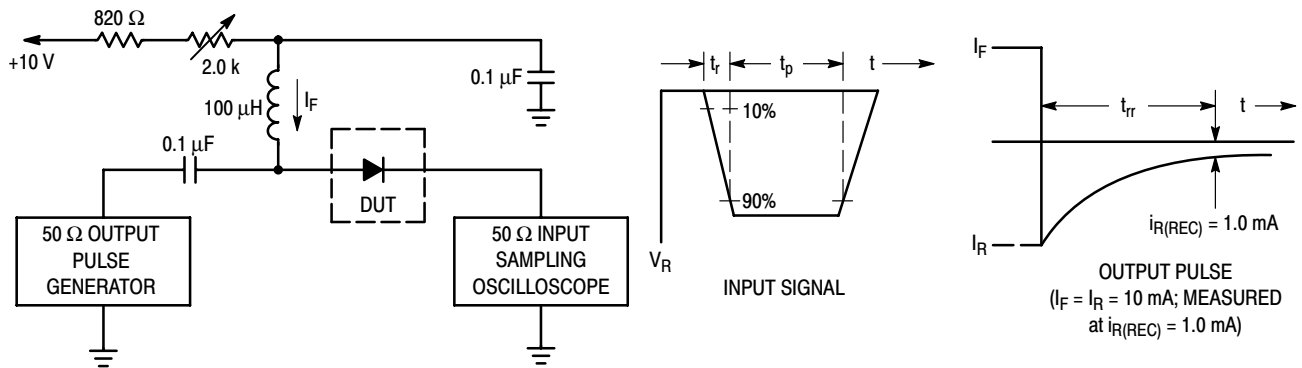 820 Ω
+10 V
2.0 k
0.1 μF
100 μH
I_F
0.1 μF
DUT
50 Ω OUTPUT
PULSE
GENERATOR
50 Ω INPUT
SAMPLING
OSCILLOSCOPE
t_r
t_p
t
10%
90%
V_R
INPUT SIGNAL
I_F
t_rr
t
I_R
i_R(REC) = 1.0 mA
OUTPUT PULSE
(I_F = I_R = 10 mA; MEASURED
at i_R(REC) = 1.0 mA)